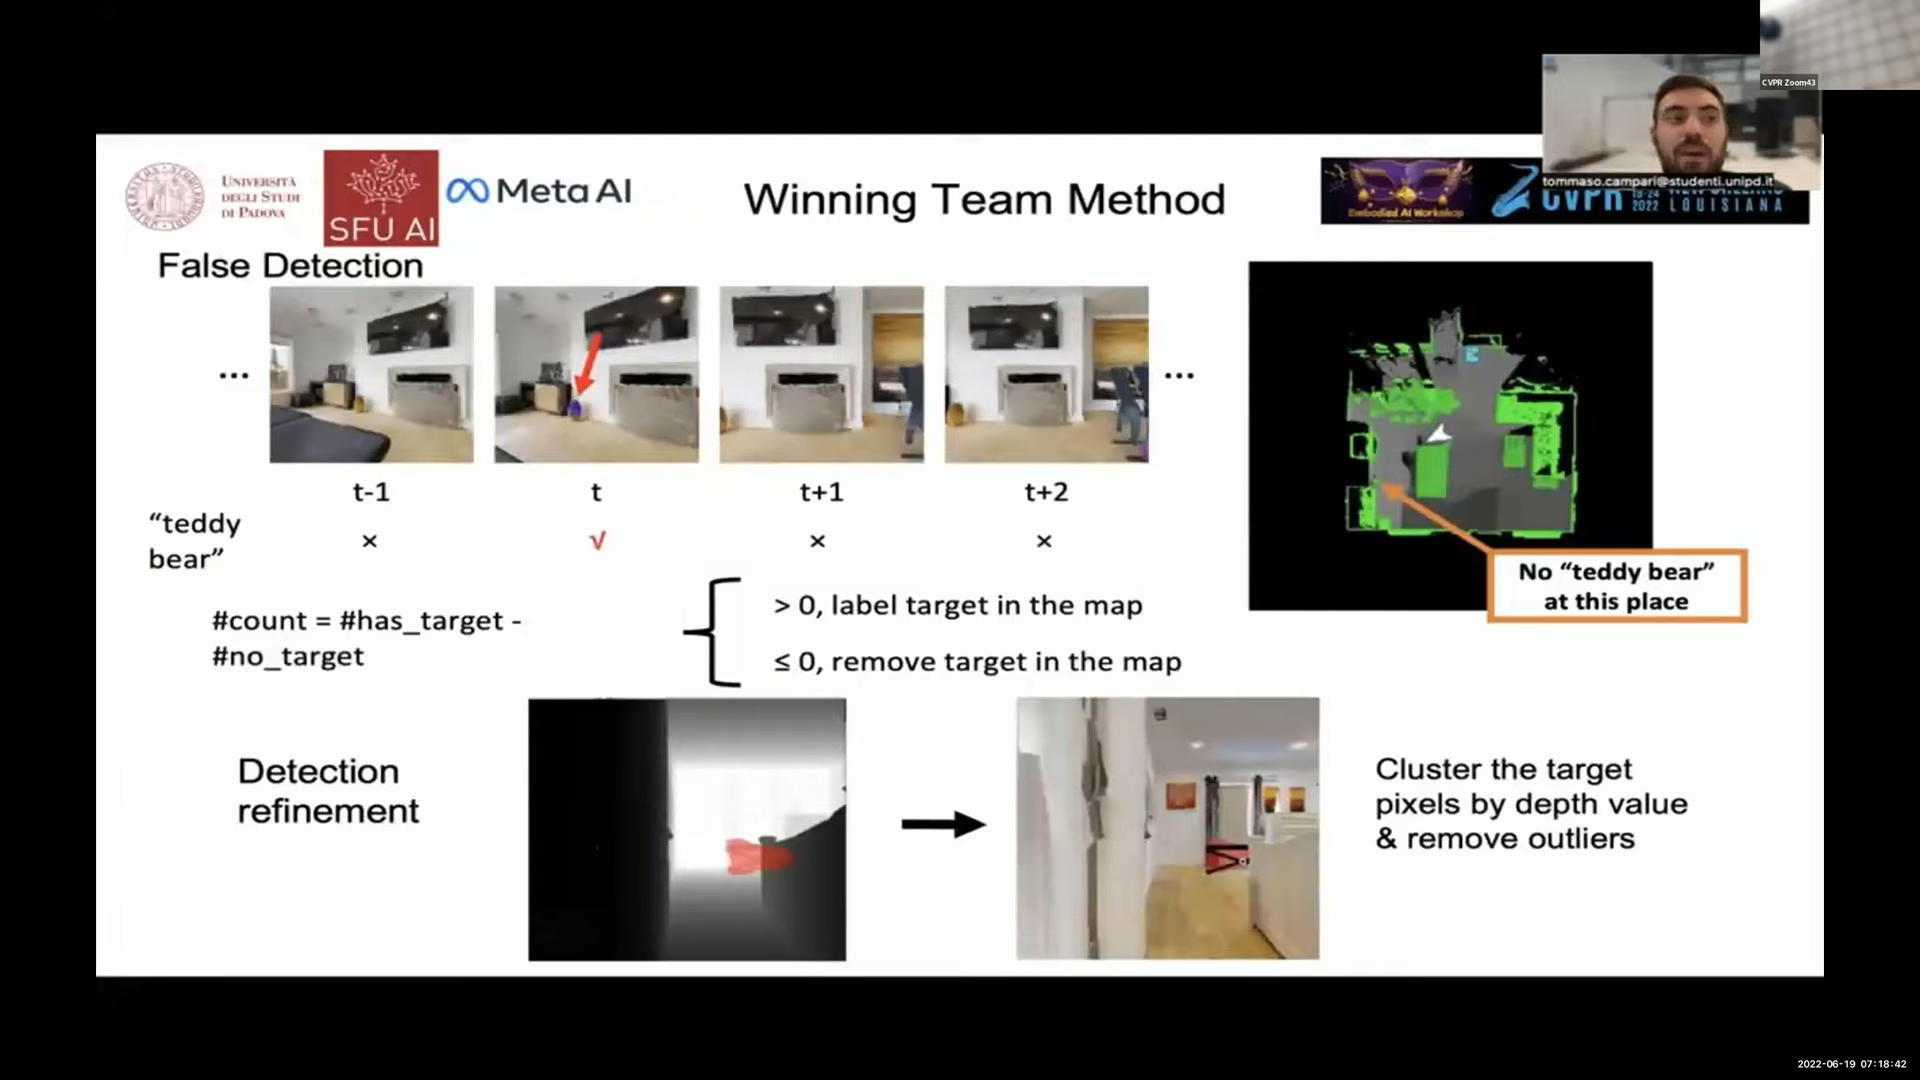 CVPR Zoom43
tommaso.campari@studenti.unipd.it
UNIVERSITÀ
DEGLI STUDI
DI PADOVA
SFU AI
Meta AI
Winning Team Method
Embodied AI Workshop
CVPR
19-24
2022
NEW ORLEANS
LOUISIANA
False Detection
...
...
t-1
t
t+1
t+2
“teddy
bear”
×
√
×
×
No “teddy bear”
at this place
#count = #has_target -
#no_target
> 0, label target in the map
≤ 0, remove target in the map
Detection
refinement
Cluster the target
pixels by depth value
& remove outliers
2022-06-19 07:18:42